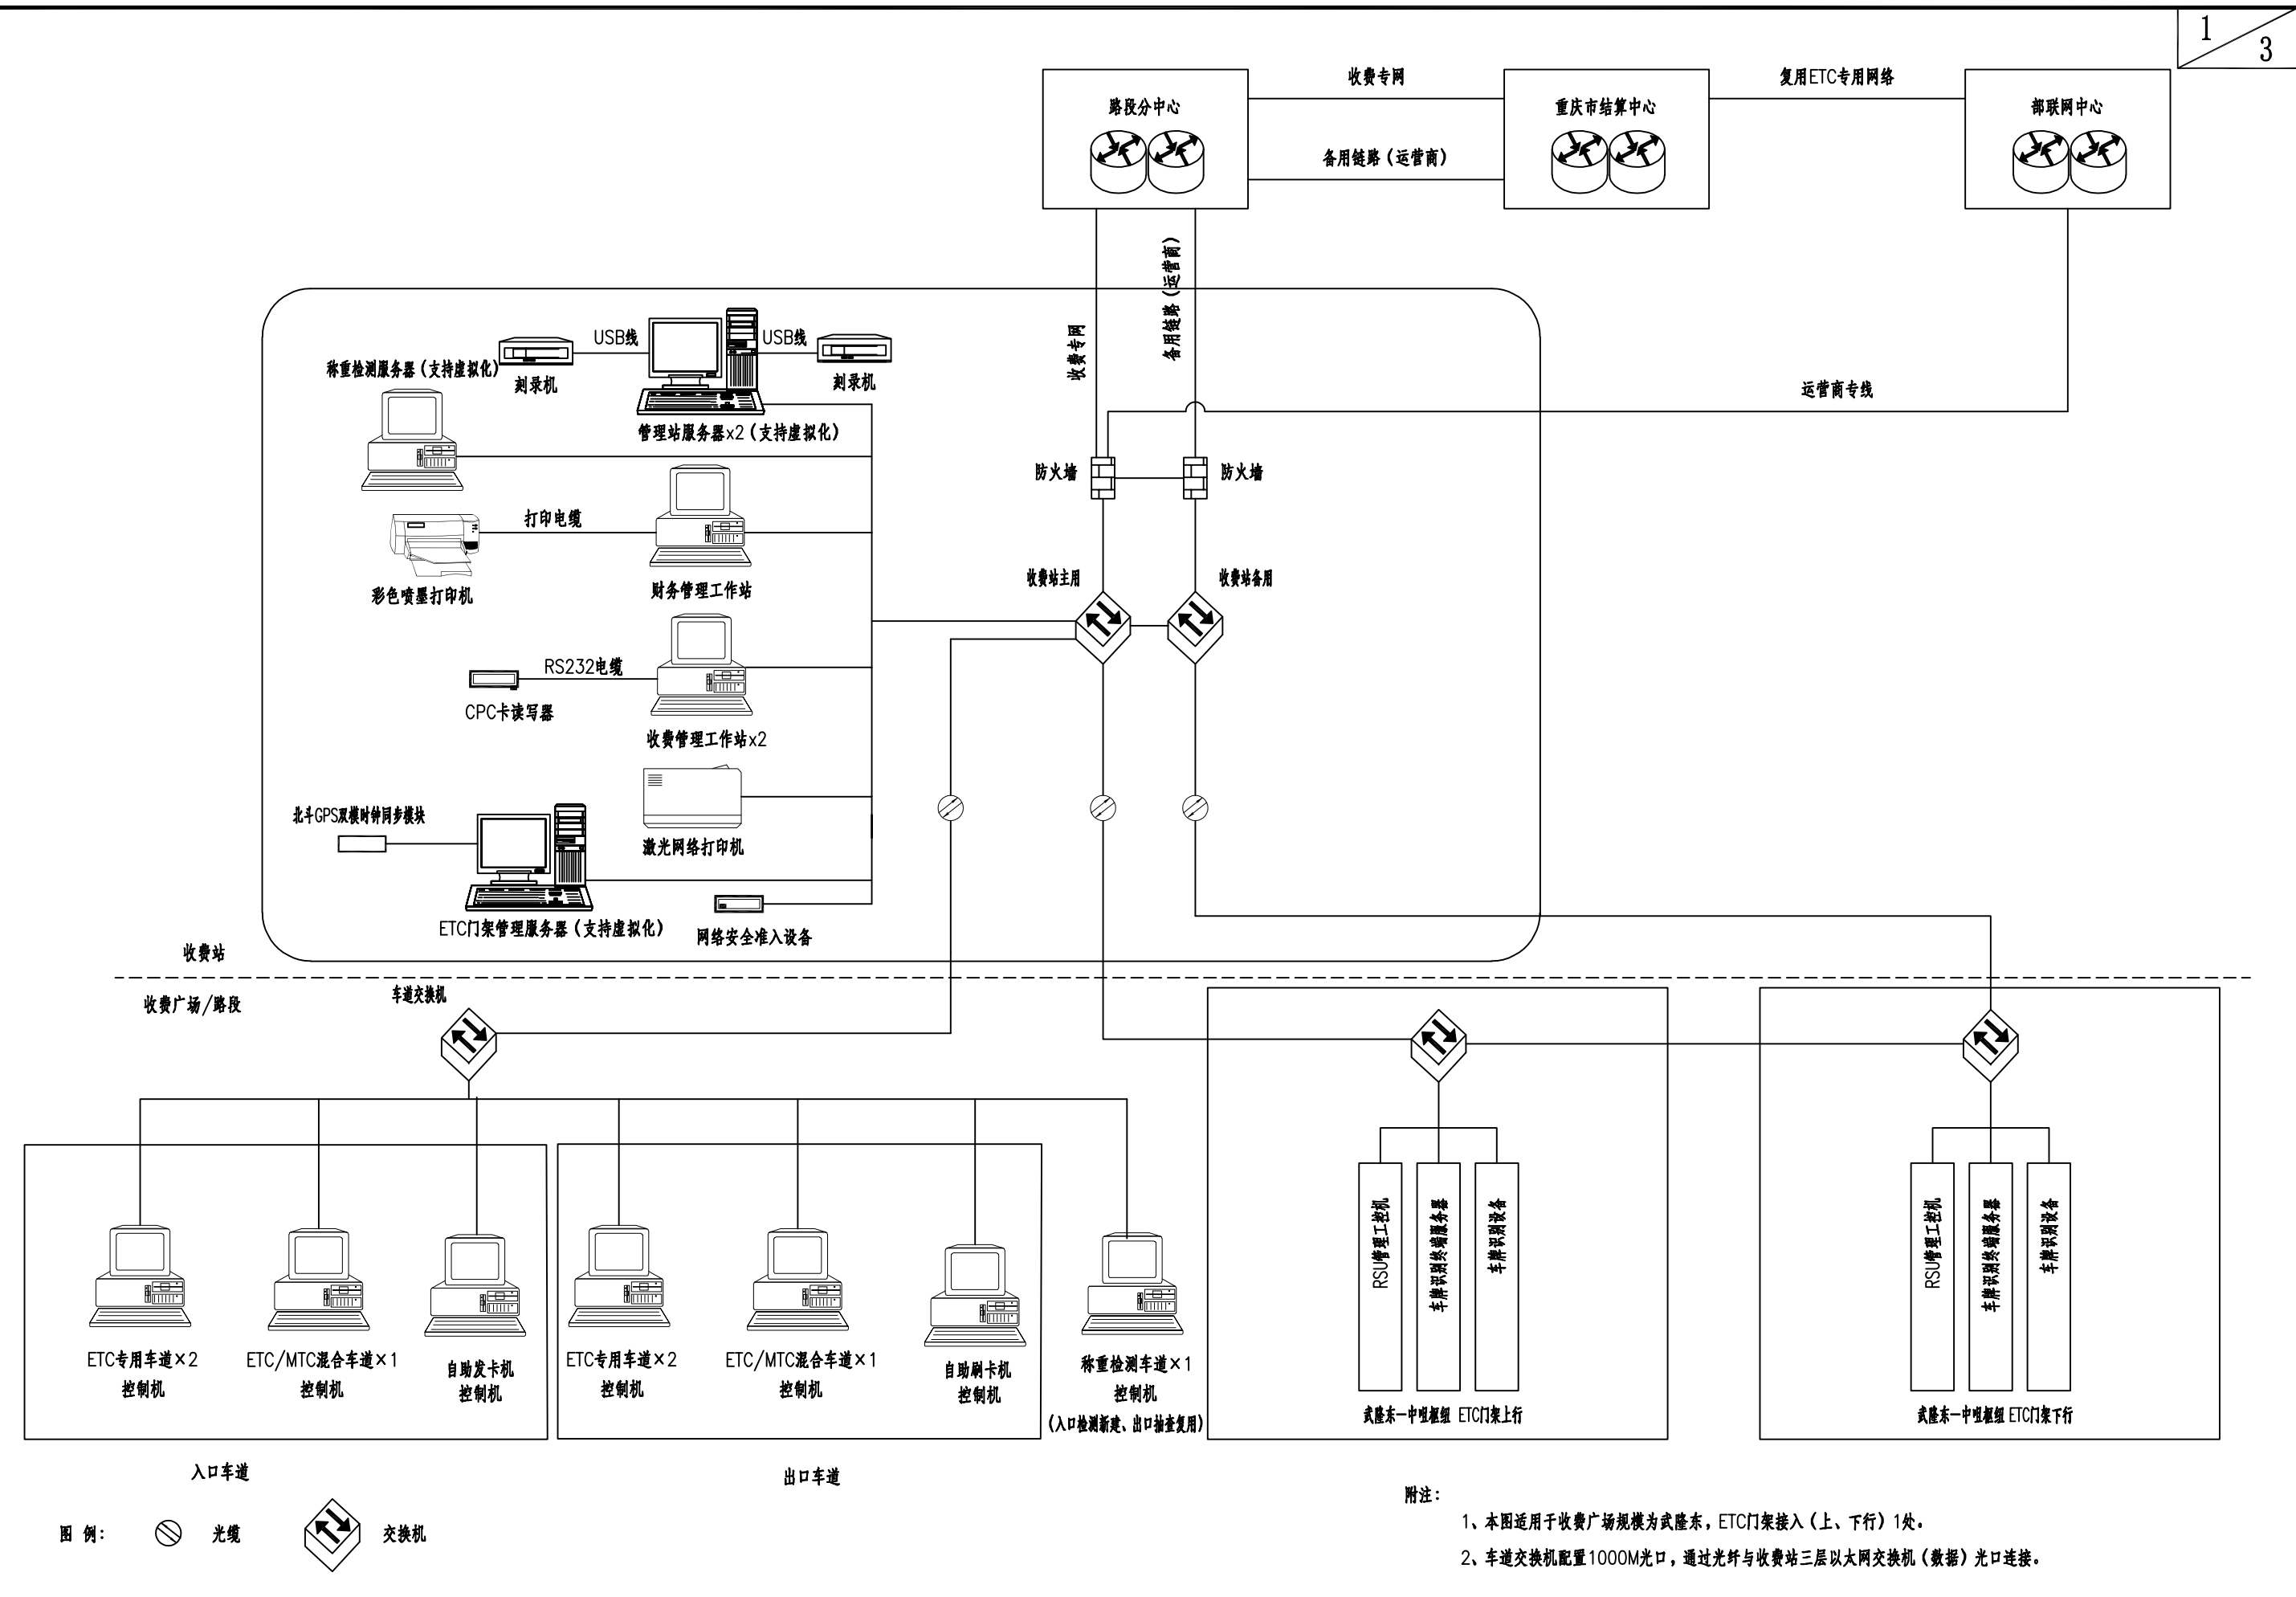 1
3
收费专网
复用ETC专用网络
路段分中心
重庆市结算中心
部联网中心
备用链路（运营商）
备用链路（运营商）
收费专网
USB线
USB线
称重检测服务器（支持虚拟化）
刻录机
刻录机
运营商专线
管理站服务器x2（支持虚拟化）
防火墙
防火墙
打印电缆
彩色喷墨打印机
财务管理工作站
收费站主用
收费站备用
RS232电缆
CPC卡读写器
收费管理工作站x2
北斗GPS双模时钟同步模块
激光网络打印机
ETC门架管理服务器（支持虚拟化）
网络安全准入设备
收费站
收费广场/路段
车道交换机
RSU管理工控机
车牌识别终端服务器
车牌识别设备
RSU管理工控机
车牌识别终端服务器
车牌识别设备
ETC专用车道×2
控制机
ETC/MTC混合车道×1
控制机
自助发卡机
控制机
ETC专用车道×2
控制机
ETC/MTC混合车道×1
控制机
自助刷卡机
控制机
称重检测车道×1
控制机
（入口检测新建、出口抽查复用）
武隆东一中咀枢纽 ETC门架上行
武隆东一中咀枢纽 ETC门架下行
入口车道
出口车道
图 例：
光缆
交换机
附注：
1、本图适用于收费广场规模为武隆东，ETC门架接入（上、下行）1处。
2、车道交换机配置1000M光口，通过光纤与收费站三层以太网交换机（数据）光口连接。